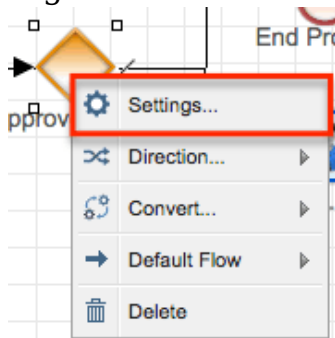 End Pro
pprov
Settings...
Direction...
Convert...
Default Flow
Delete